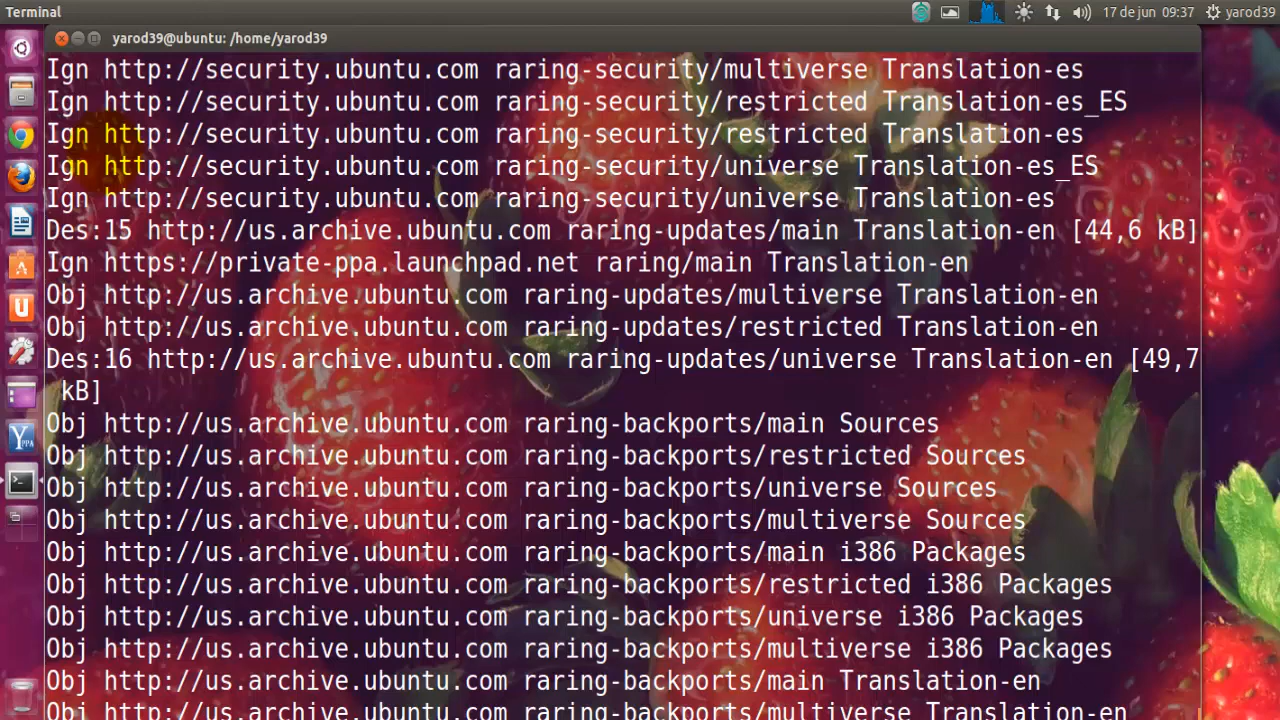 Terminal
17 de jun 09:37 yarod39
yarod39@ubuntu: /home/yarod39
Ign http://security.ubuntu.com raring-security/multiverse Translation-es
Ign http://security.ubuntu.com raring-security/restricted Translation-es_ES
Ign http://security.ubuntu.com raring-security/restricted Translation-es
Ign http://security.ubuntu.com raring-security/universe Translation-es_ES
Ign http://security.ubuntu.com raring-security/universe Translation-es
Des:15 http://us.archive.ubuntu.com raring-updates/main Translation-en [44,6 kB]
Ign https://private-ppa.launchpad.net raring/main Translation-en
Obj http://us.archive.ubuntu.com raring-updates/multiverse Translation-en
Obj http://us.archive.ubuntu.com raring-updates/restricted Translation-en
Des:16 http://us.archive.ubuntu.com raring-updates/universe Translation-en [49,7
kB]
Obj http://us.archive.ubuntu.com raring-backports/main Sources
Obj http://us.archive.ubuntu.com raring-backports/restricted Sources
Obj http://us.archive.ubuntu.com raring-backports/universe Sources
Obj http://us.archive.ubuntu.com raring-backports/multiverse Sources
Obj http://us.archive.ubuntu.com raring-backports/main i386 Packages
Obj http://us.archive.ubuntu.com raring-backports/restricted i386 Packages
Obj http://us.archive.ubuntu.com raring-backports/universe i386 Packages
Obj http://us.archive.ubuntu.com raring-backports/multiverse i386 Packages
Obj http://us.archive.ubuntu.com raring-backports/main Translation-en
Obj http://us.archive.ubuntu.com raring-backports/multiverse Translation-en